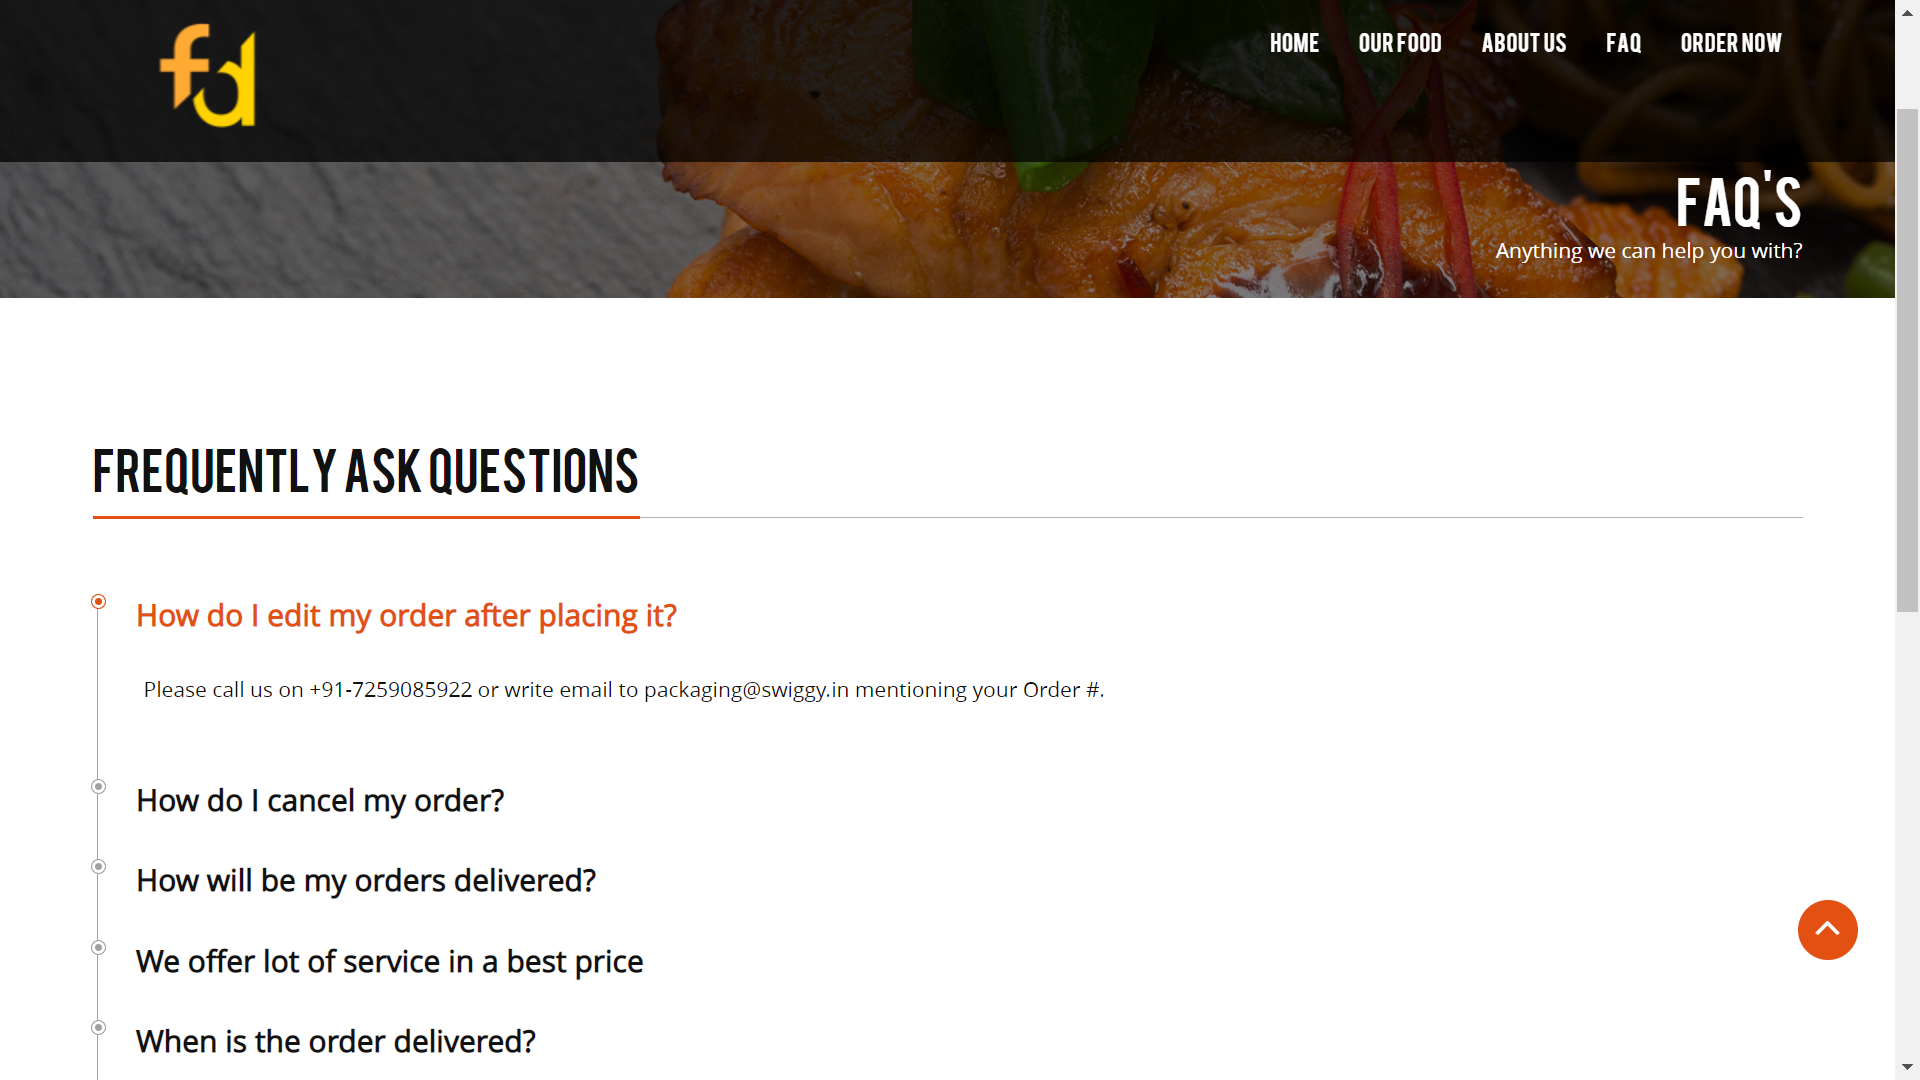 fd
HOME OUR FOOD ABOUT US FAQ ORDER NOW
FAQ'S
Anything we can help you with?
FREQUENTLY ASK QUESTIONS
How do I edit my order after placing it?
Please call us on +91-7259085922 or write email to packaging@swiggy.in mentioning your Order #.
How do I cancel my order?
How will be my orders delivered?
We offer lot of service in a best price
When is the order delivered?